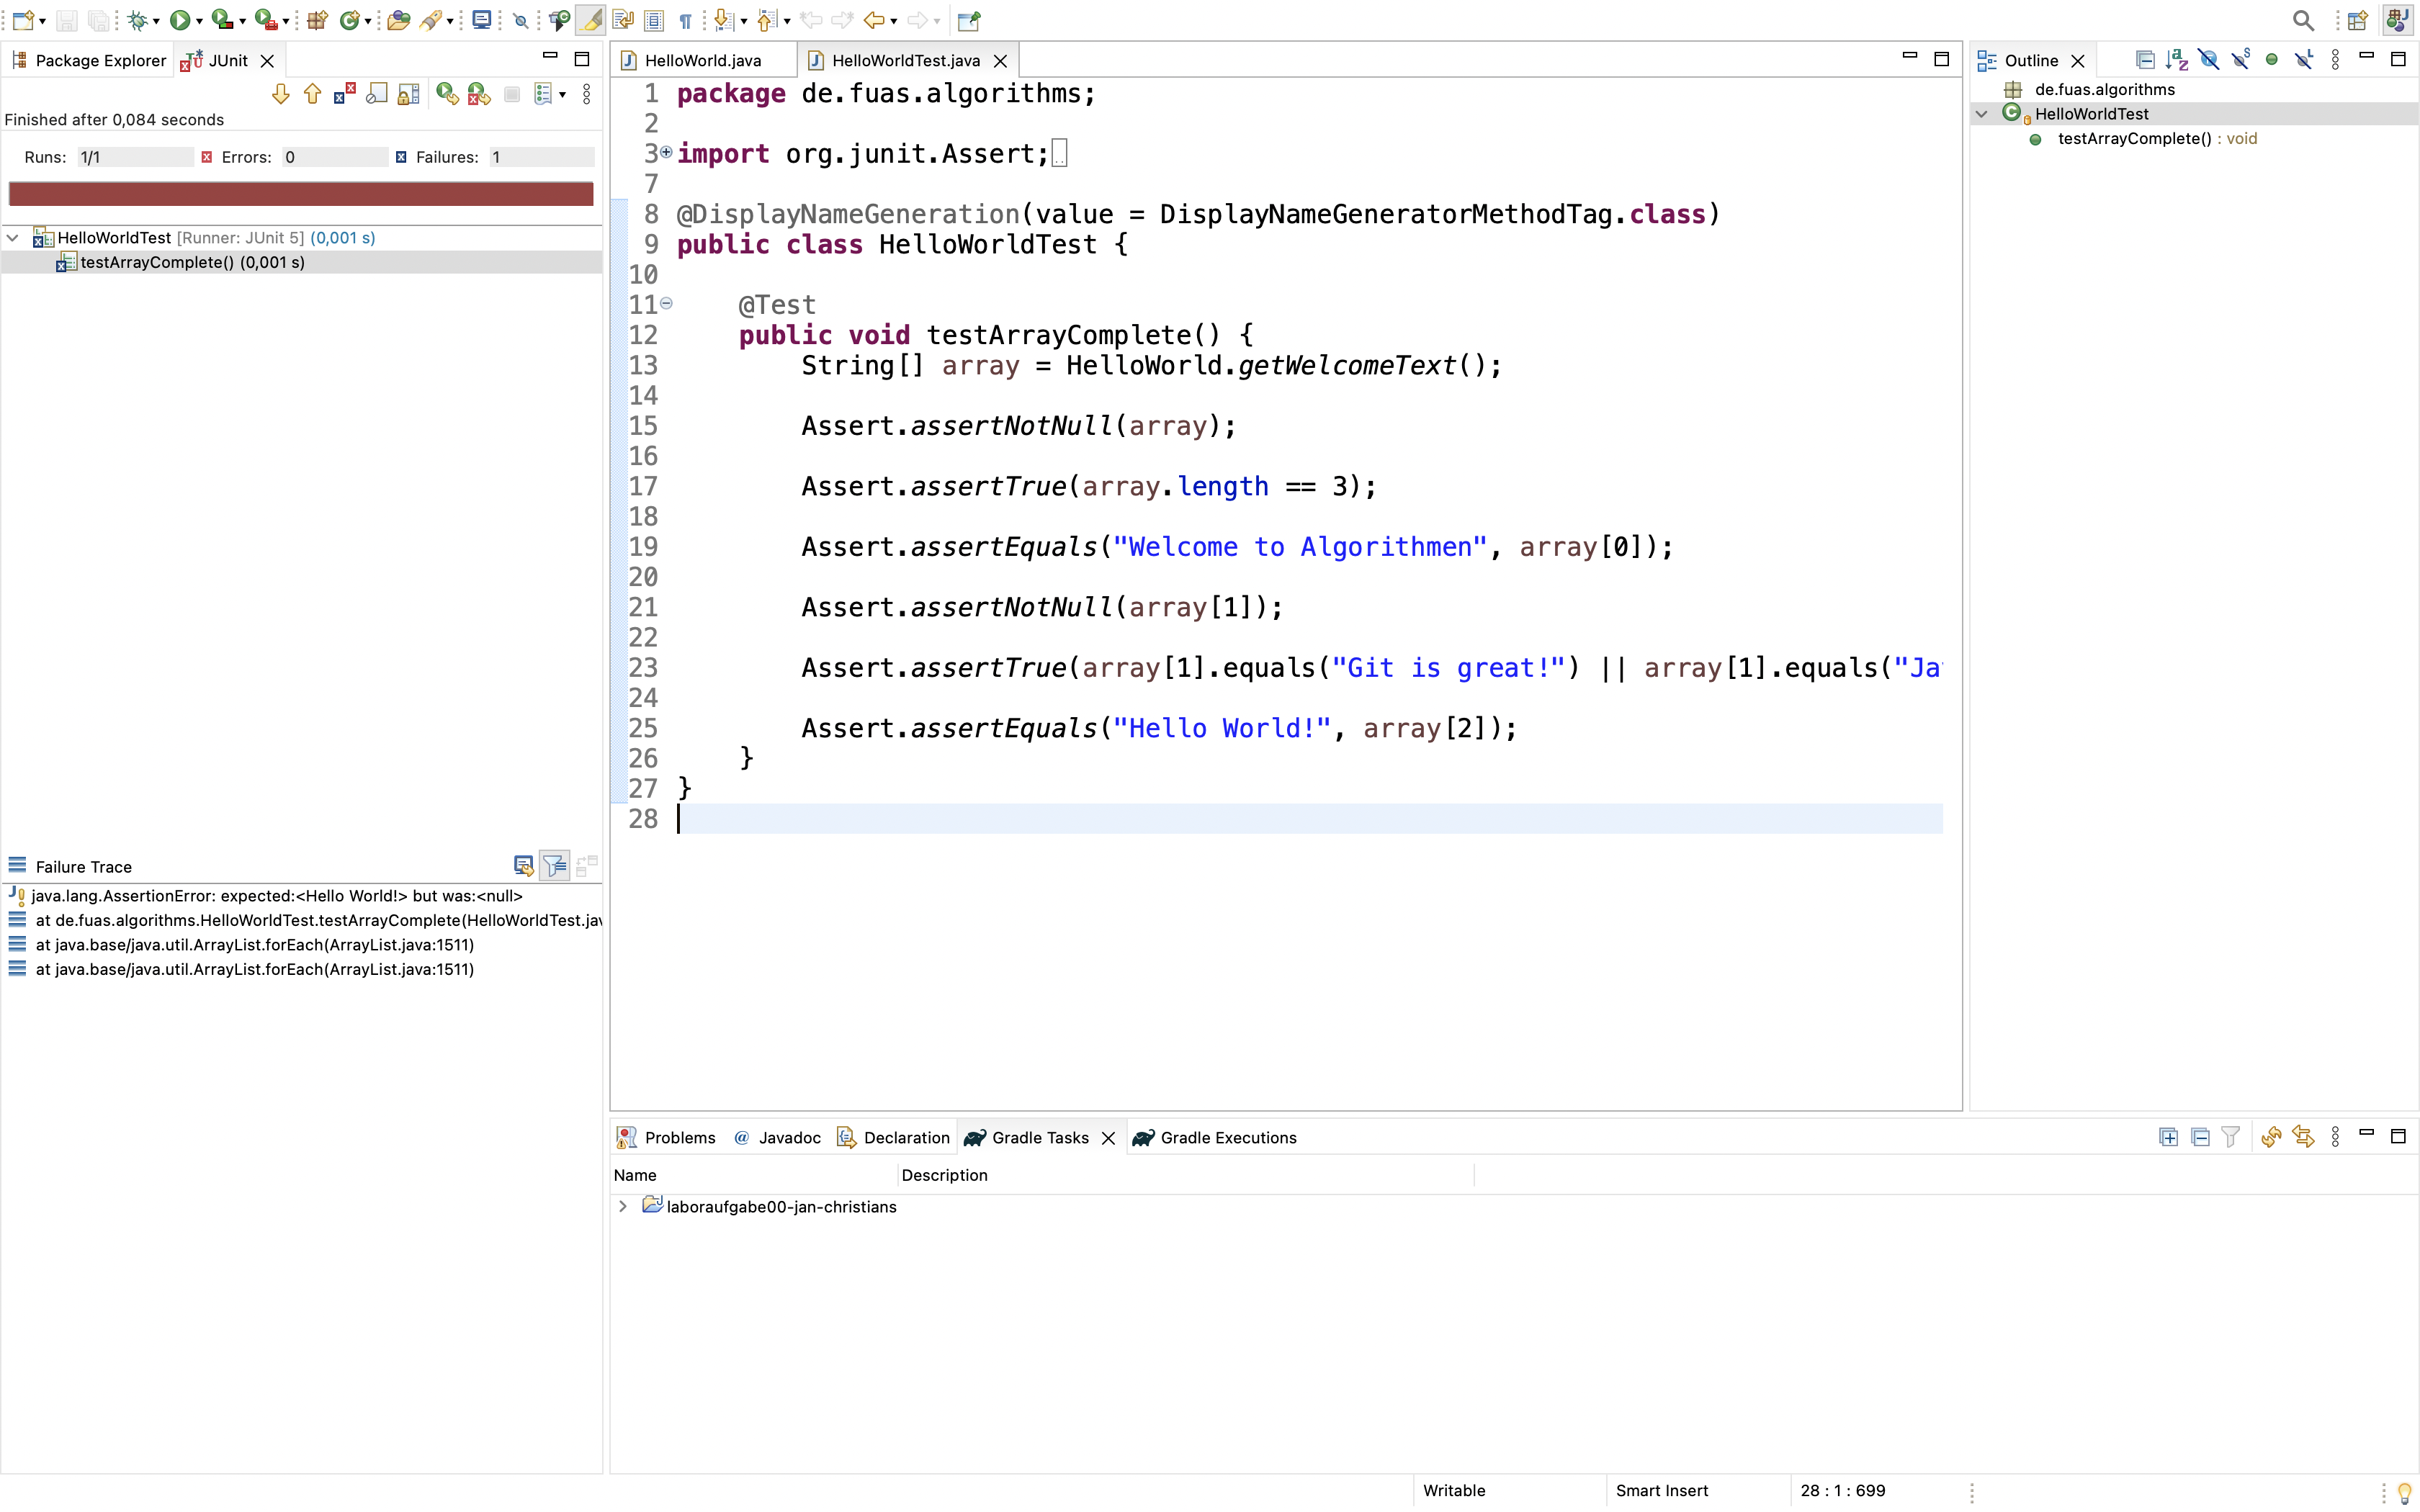 Package Explorer
JUnit
Finished after 0,084 seconds
Runs: 1/1
Errors: 0
Failures: 1
HelloWorldTest [Runner: JUnit 5] (0,001 s)
testArrayComplete() (0,001 s)
Failure Trace
java.lang.AssertionError: expected:<Hello World!> but was:<null>
at de.fuas.algorithms.HelloWorldTest.testArrayComplete(HelloWorldTest.jav
at java.base/java.util.ArrayList.forEach(ArrayList.java:1511)
at java.base/java.util.ArrayList.forEach(ArrayList.java:1511)
HelloWorld.java
HelloWorldTest.java
1 package de.fuas.algorithms;
2
3 import org.junit.Assert;
7
8 @DisplayNameGeneration(value = DisplayNameGeneratorMethodTag.class)
9 public class HelloWorldTest {
10
11 @Test
12 public void testArrayComplete() {
13 String[] array = HelloWorld.getWelcomeText();
14
15 Assert.assertNotNull(array);
16
17 Assert.assertTrue(array.length == 3);
18
19 Assert.assertEquals("Welcome to Algorithmen", array[0]);
20
21 Assert.assertNotNull(array[1]);
22
23 Assert.assertTrue(array[1].equals("Git is great!") || array[1].equals("Ja
24
25 Assert.assertEquals("Hello World!", array[2]);
26 }
27 }
28
Outline
de.fuas.algorithms
HelloWorldTest
testArrayComplete() : void
Problems
Javadoc
Declaration
Gradle Tasks
Gradle Executions
Name
Description
laboraufgabe00-jan-christians
Writable
Smart Insert
28 : 1 : 699